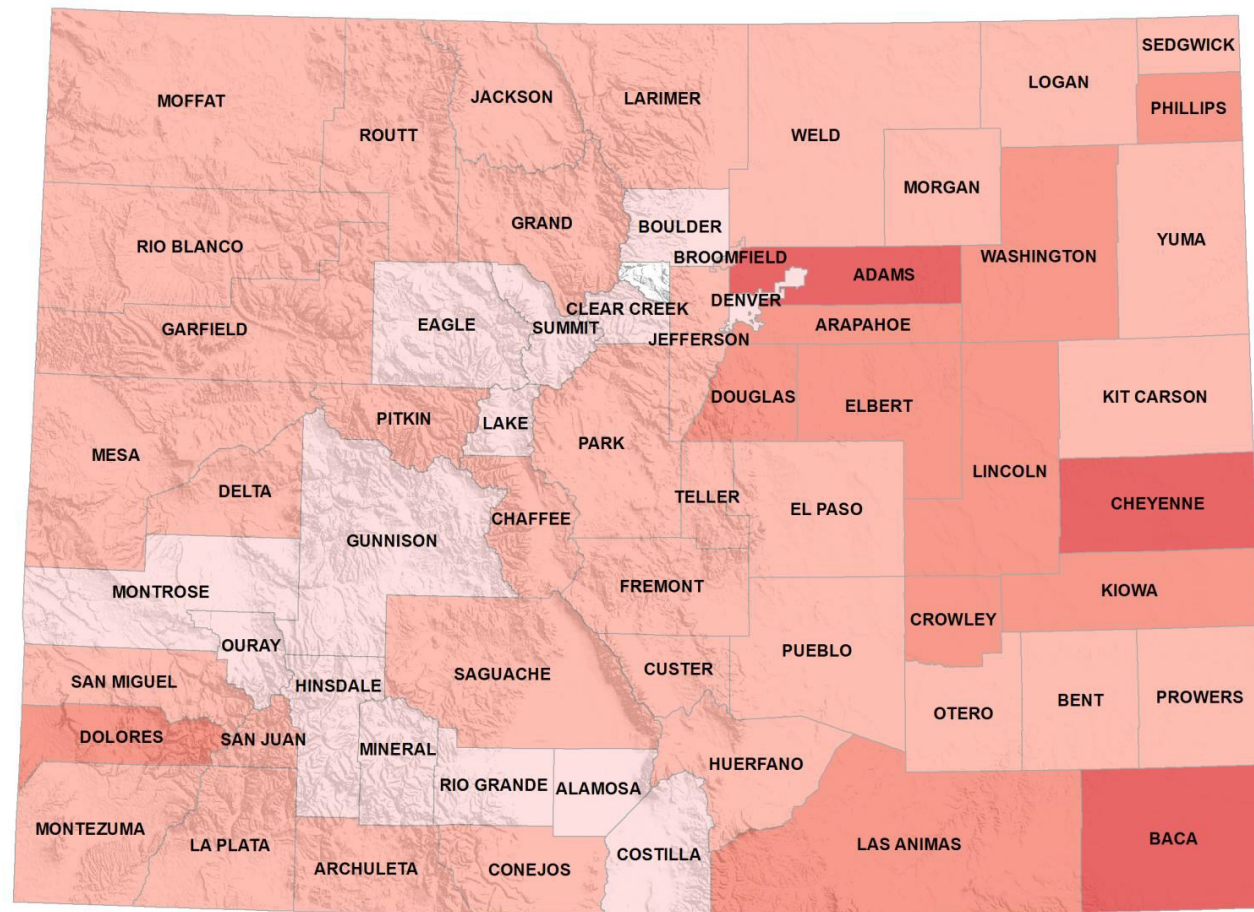 SEDGWICK
LOGAN
MOFFAT
JACKSON
LARIMER
PHILLIPS
ROUTT
WELD
MORGAN
GRAND
BOULDER
YUMA
RIO BLANCO
BROOMFIELD
WASHINGTON
ADAMS
DENVER
CLEAR CREEK
EAGLE
SUMMIT
ARAPAHOE
GARFIELD
JEFFERSON
DOUGLAS
KIT CARSON
ELBERT
PITKIN
LAKE
PARK
MESA
LINCOLN
DELTA
TELLER
CHEYENNE
EL PASO
CHAFFEE
GUNNISON
MONTROSE
FREMONT
KIOWA
CROWLEY
OURAY
PUEBLO
CUSTER
SAGUACHE
SAN MIGUEL
HINSDALE
PROWERS
BENT
OTERO
DOLORES
SAN JUAN
MINERAL
HUERFANO
RIO GRANDE
ALAMOSA
MONTEZUMA
LA PLATA
LAS ANIMAS
BACA
COSTILLA
ARCHULETA
CONEJOS